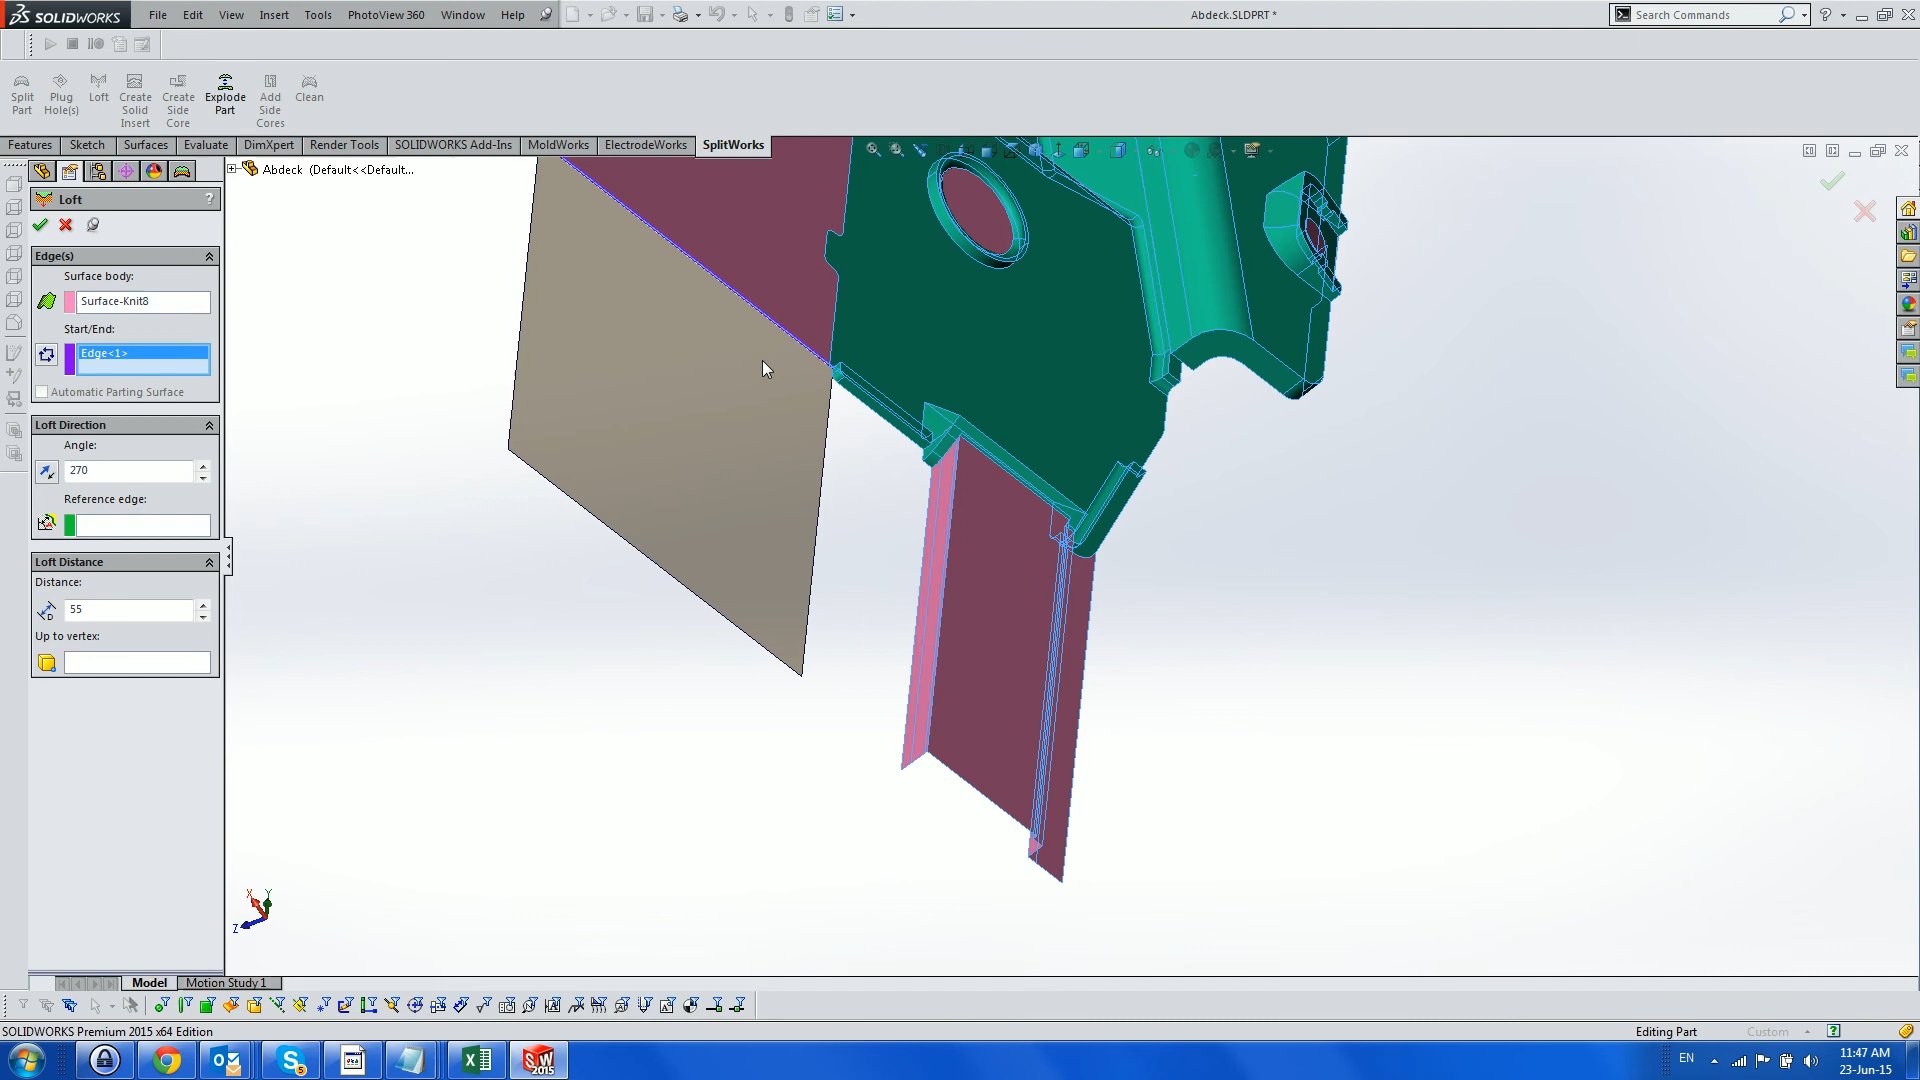 SOLIDWORKS File Edit View Insert Tools PhotoView 360 Window Help Abdeck.SLDPRT * Search Commands ?
Split Part
Plug Hole(s)
Loft
Create Solid Insert
Create Side Core
Explode Part
Add Side Cores
Clean
Features Sketch Surfaces Evaluate DimXpert Render Tools SOLIDWORKS Add-Ins MoldWorks ElectrodeWorks SplitWorks
Abdeck (Default<<Default...
Loft ?
Edge(s)
Surface body:
Surface-Knit8
Start/End:
Edge<1>
Automatic Parting Surface
Loft Direction
Angle:
270
Reference edge:
Loft Distance
Distance:
55
Up to vertex:
X Y
Z
Model Motion Study 1
SOLIDWORKS Premium 2015 x64 Edition Editing Part Custom ?
EN 11:47 AM
23-Jun-15